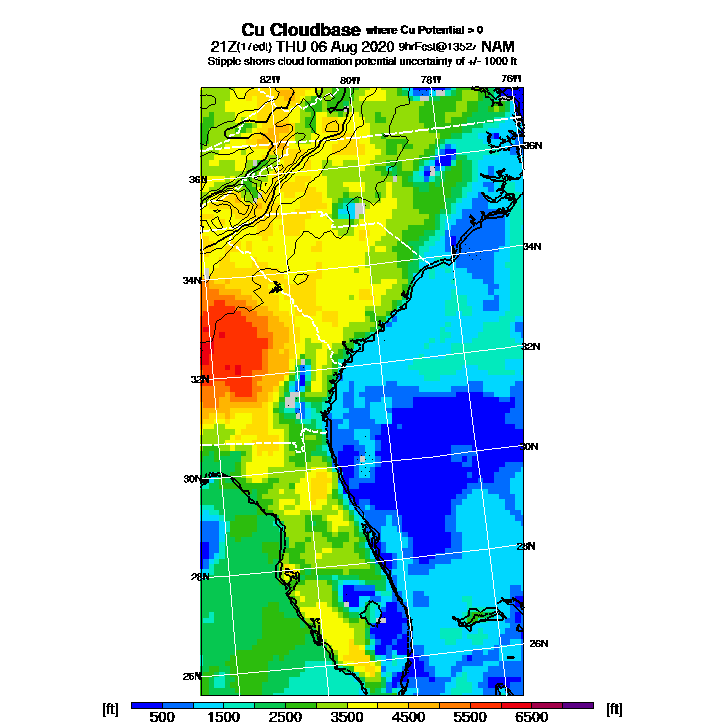 Cu Cloudbase where Cu Potential > 0
21Z(17edt) THU 06 Aug 2020 9hrFcst@1352z NAM
Stipple shows cloud formation potential uncertainty of +/- 1000 ft
82W 80W 78W 76W
36N
36N
34N
34N
32N
32N
30N
30N
28N
28N
26N
26N
[ft] 500 1500 2500 3500 4500 5500 6500 [ft]